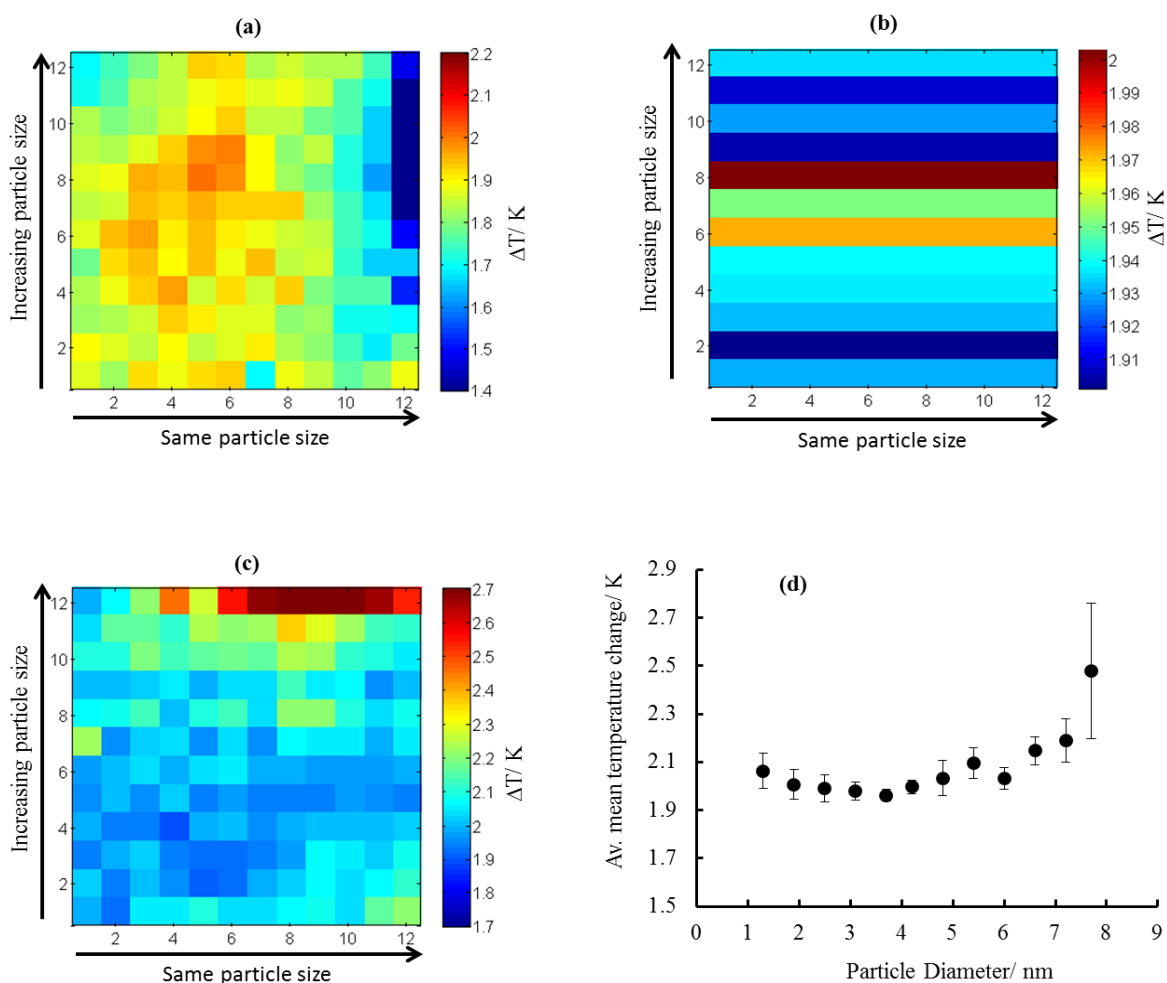 (a)
Increasing particle size
12
10
8
6
4
2
2 4 6 8 10 12
Same particle size
2.2
2.1
2
1.9
1.8
1.7
1.6
1.5
1.4
ΔT/ K
(b)
Increasing particle size
12
10
8
6
4
2
2 4 6 8 10 12
Same particle size
2
1.99
1.98
1.97
1.96
1.95
1.94
1.93
1.92
1.91
ΔT/ K
(c)
Increasing particle size
12
10
8
6
4
2
2 4 6 8 10 12
Same particle size
2.7
2.6
2.5
2.4
2.3
2.2
2.1
2
1.9
1.8
1.7
ΔT/ K
(d)
Av. mean temperature change/ K
2.9
2.7
2.5
2.3
2.1
1.9
1.7
1.5
0 1 2 3 4 5 6 7 8 9
Particle Diameter/ nm